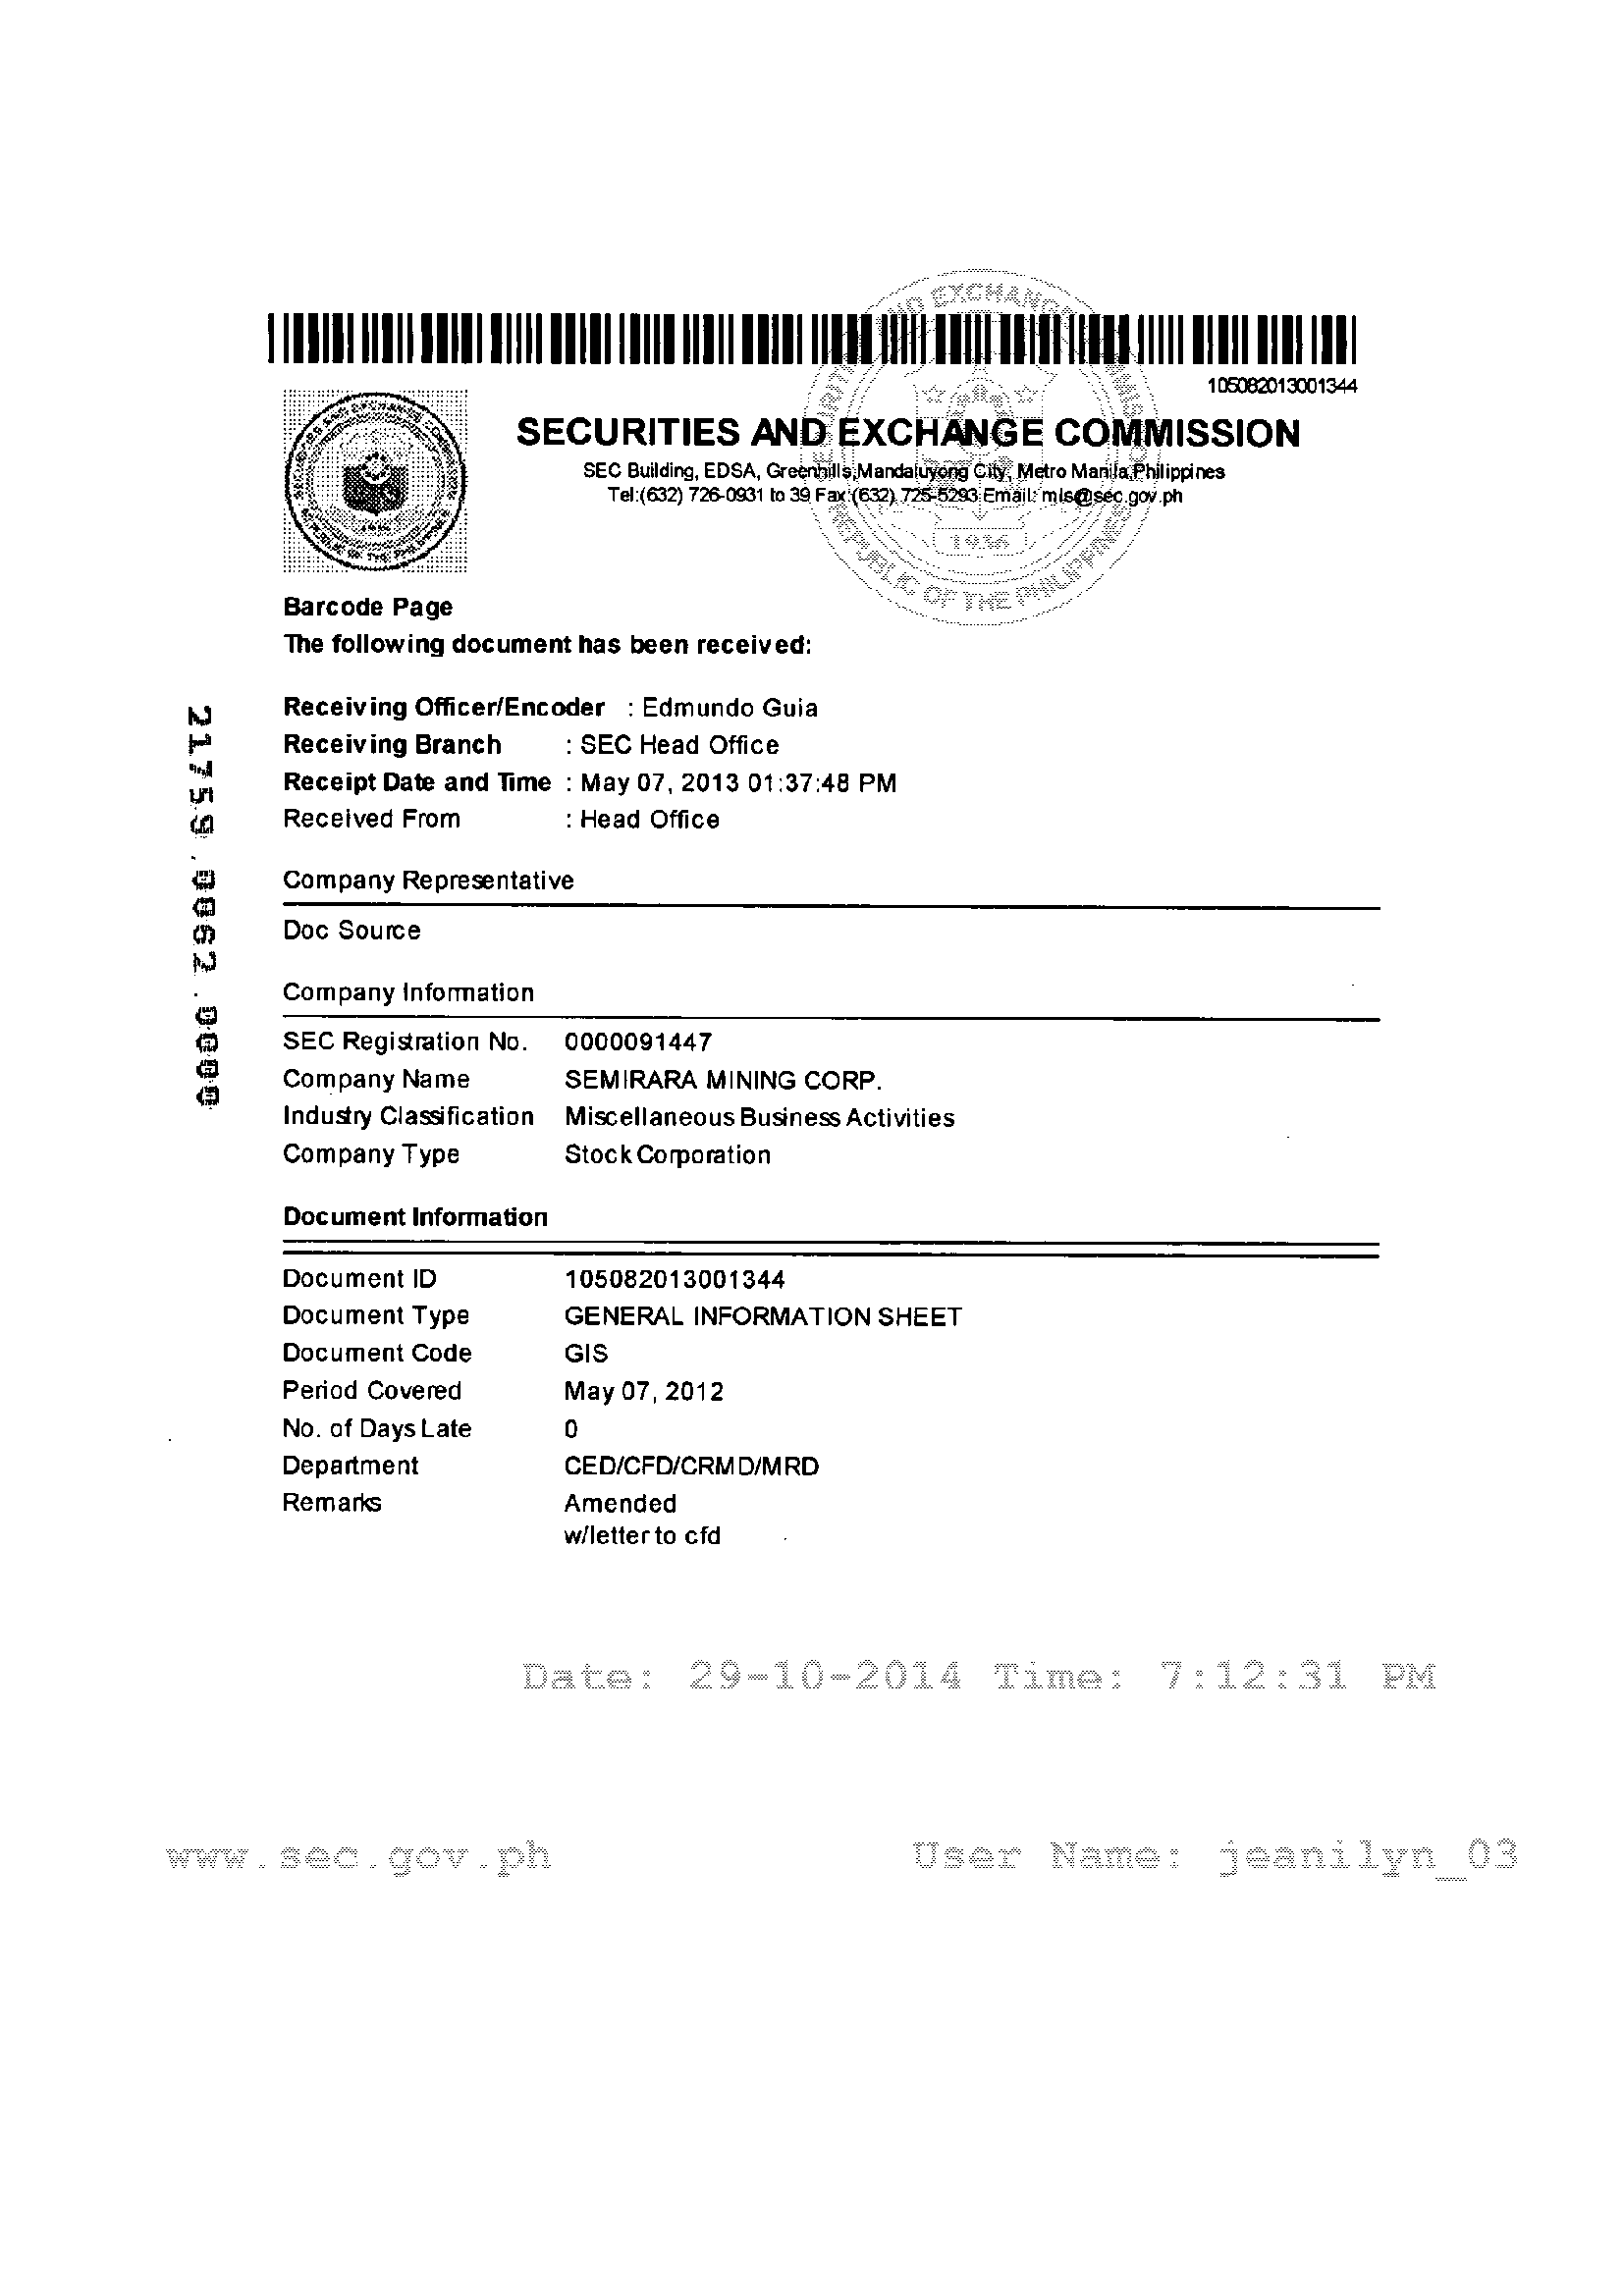 105082013001344
SECURITIES AND EXCHANGE COMMISSION
SEC Building, EDSA, Greenhills,Mandaluyong City, Metro Manila,Philippines
Tel:(632) 726-0931 to 39 Fax:(632) 725-5293 Email: mis@sec.gov.ph
Barcode Page
The following document has been received:
Receiving Officer/Encoder : Edmundo Guia
Receiving Branch : SEC Head Office
Receipt Date and Time : May 07, 2013 01:37:48 PM
Received From : Head Office
21759.0062.0000
Company Representative
Doc Source
Company Information
SEC Registration No. 0000091447
Company Name SEMIRARA MINING CORP.
Industry Classification Miscellaneous Business Activities
Company Type Stock Corporation
Document Information
Document ID 105082013001344
Document Type GENERAL INFORMATION SHEET
Document Code GIS
Period Covered May 07, 2012
No. of Days Late 0
Department CED/CFD/CRMD/MRD
Remarks Amended
w/letter to cfd
Date: 29-10-2014 Time: 7:12:31 PM
www.sec.gov.ph User Name: jeanilyn_03